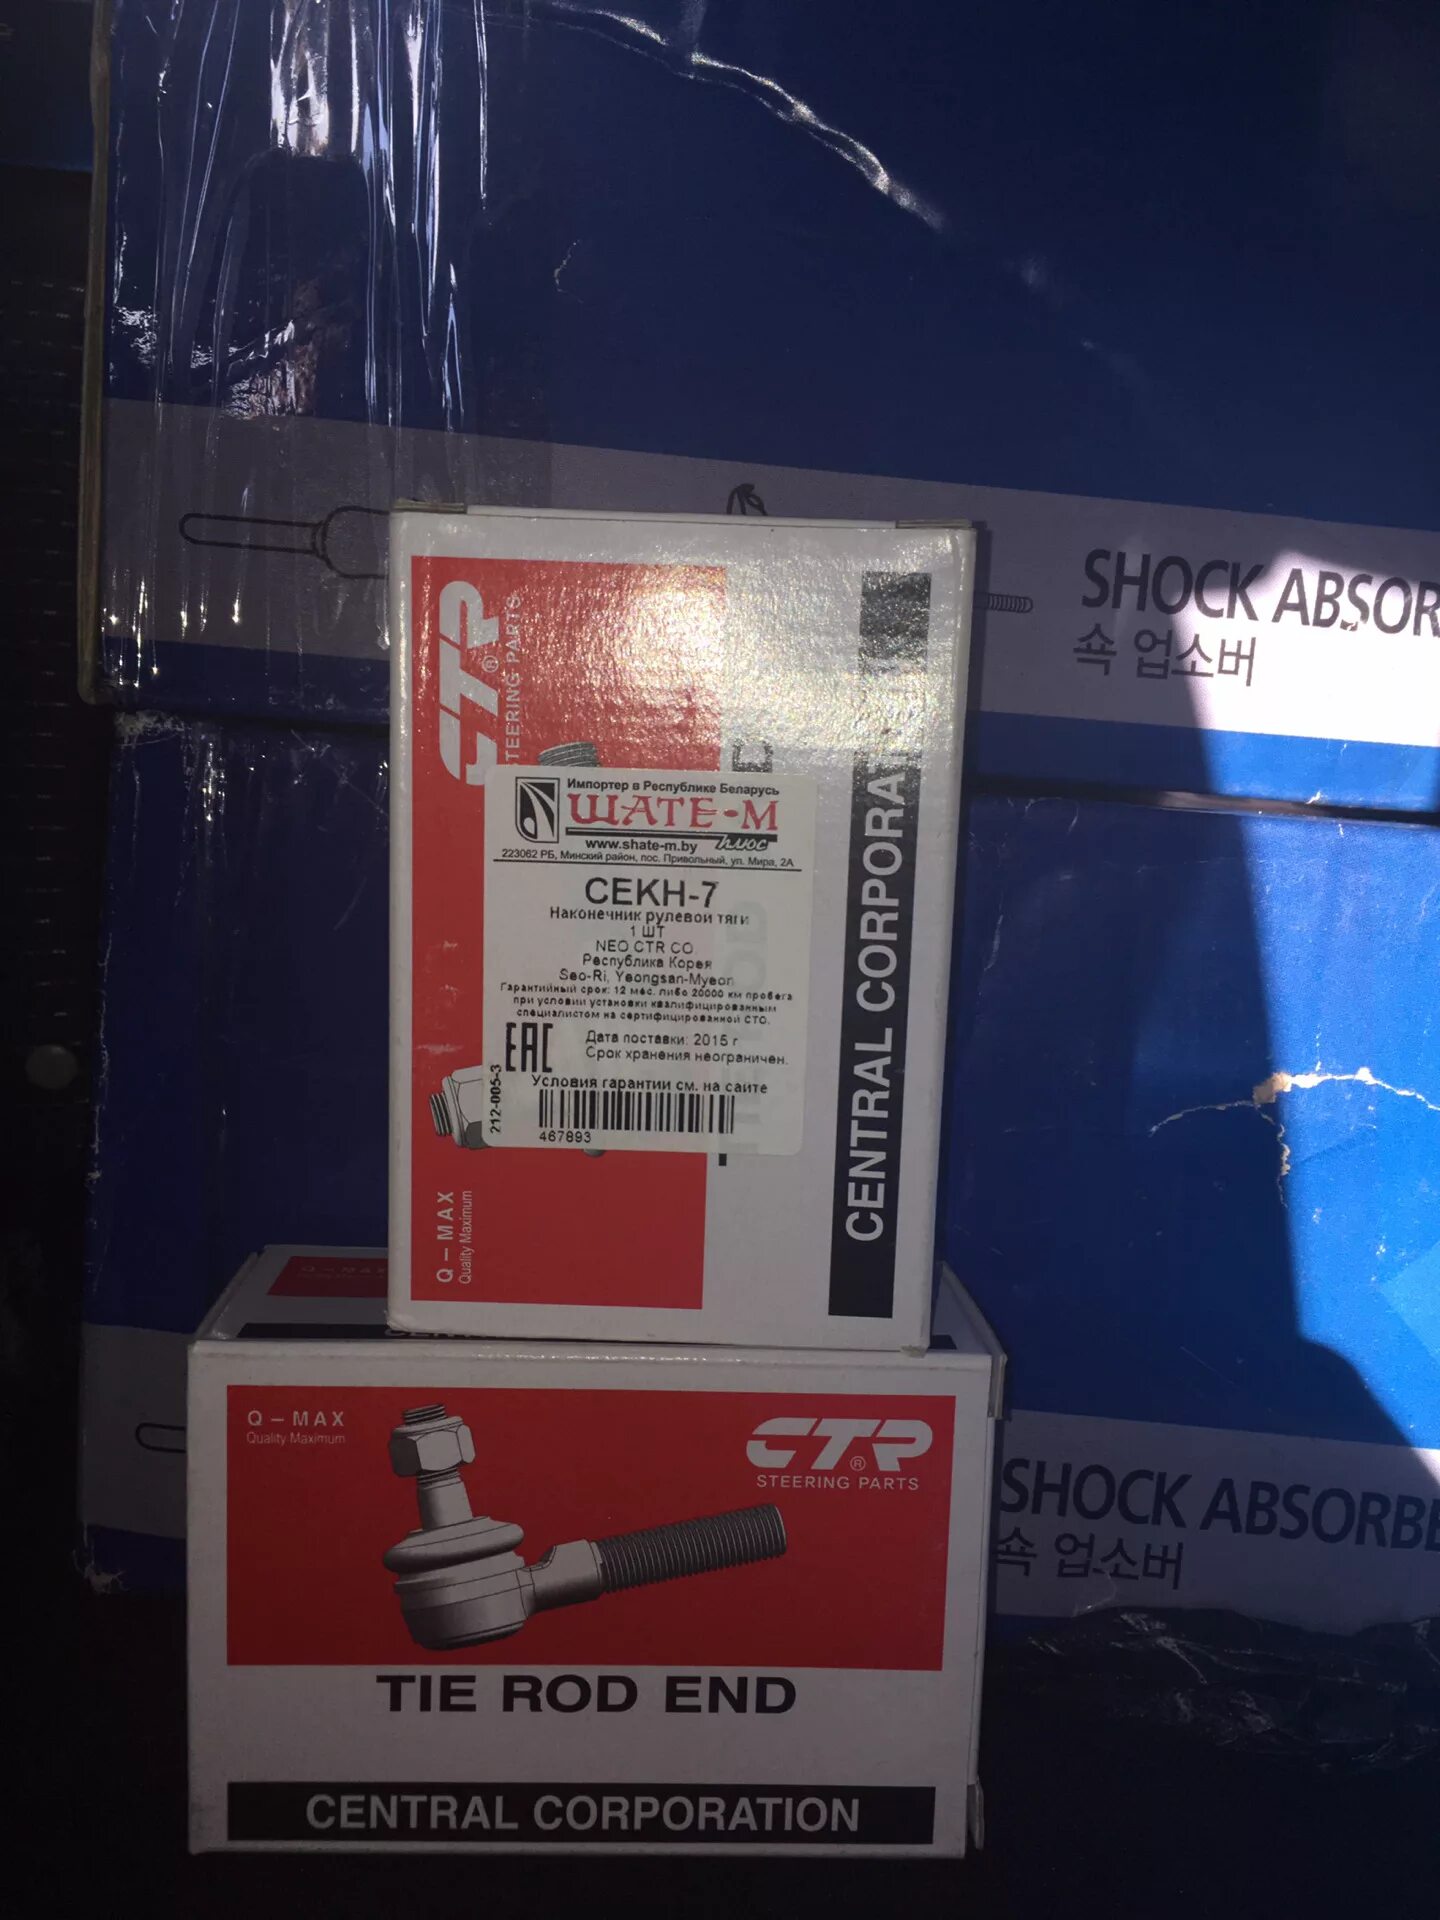 SHOCK ABSOR
쇽 업소버
CTR®
STEERING PARTS
Импортер в Республике Беларусь
ШАТЕ-М
плюс
www.shate-m.by
223062 РБ, Минский район, пос. Привольный, ул. Мира, 2А
CEKH-7
Наконечник рулевой тяги
1 ШТ
NEO CTR CO
Республика Корея
Seo-Ri, Yeongsan-Myeon
Гарантийный срок: 12 мес. либо 20000 км пробега
при условии установки квалифицированным
специалистом на сертифицированной СТО.
EAC
Дата поставки: 2015 г
Срок хранения неограничен.
Условия гарантии см. на сайте
212-005-3
467893
Q – MAX
Quality Maximum
CENTRAL CORPORAT
Q – MAX
Q – MAX
Quality Maximum
CTR®
STEERING PARTS
TIE ROD END
CENTRAL CORPORATION
SHOCK ABSORBE
쇽 업소버